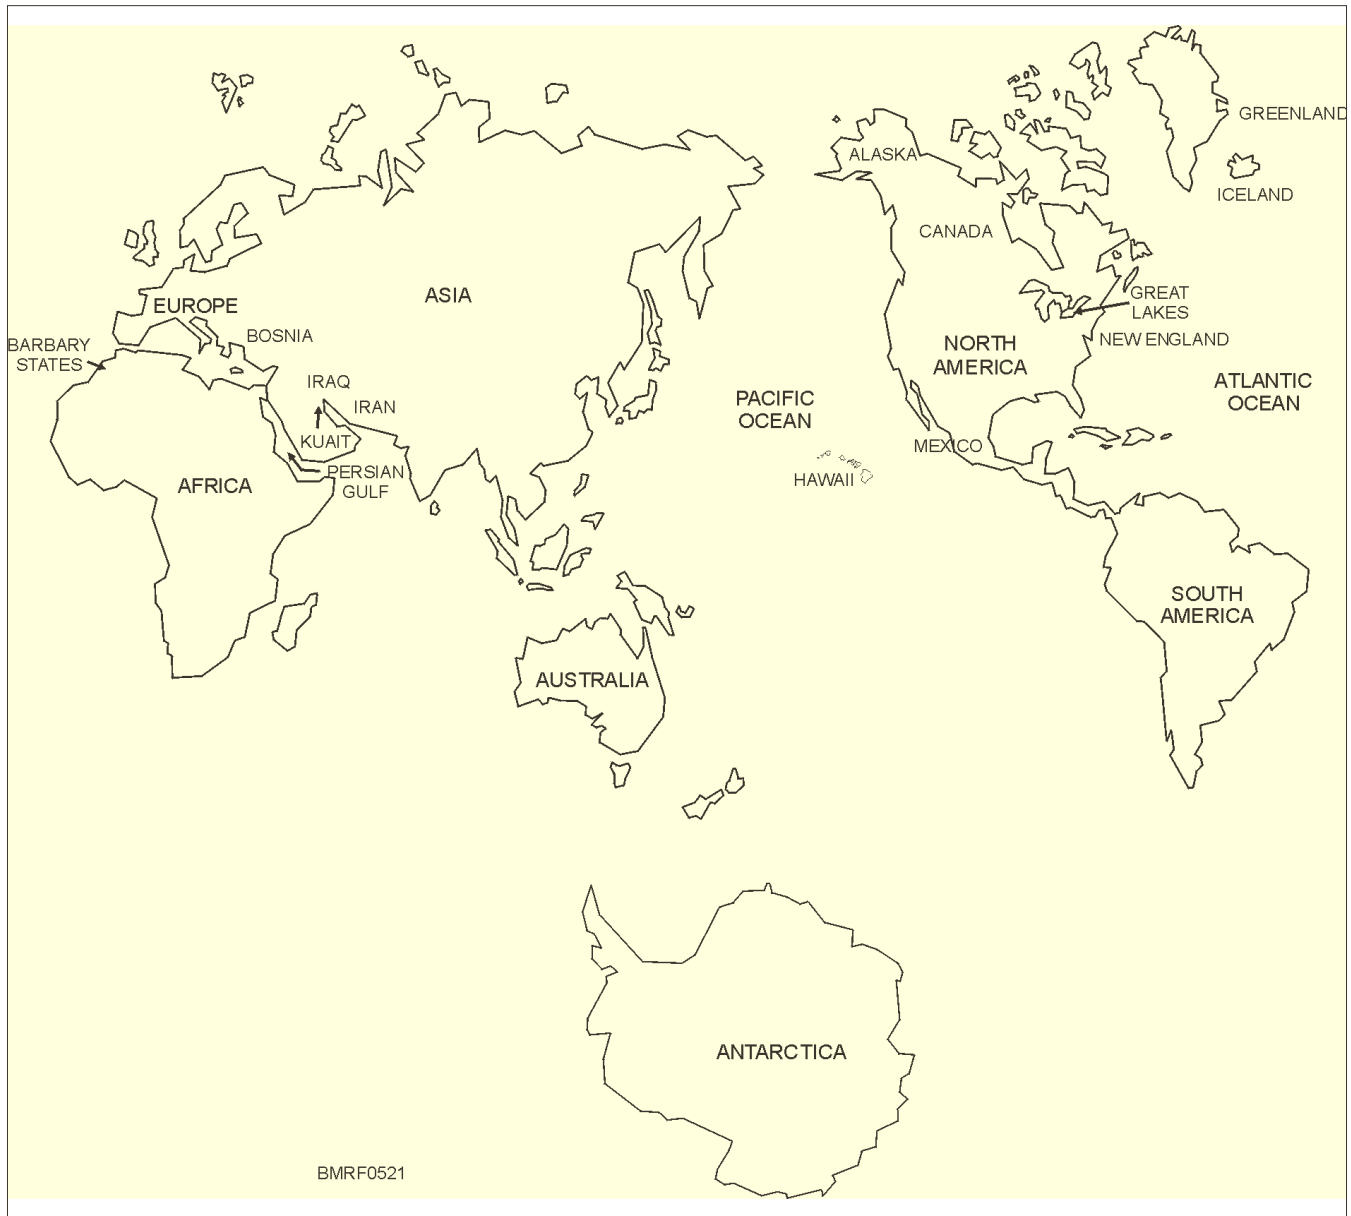 GREENLAND
ALASKA
ICELAND
CANADA
ASIA
EUROPE
GREAT
LAKES
BOSNIA
BARBARY
STATES
NEW ENGLAND
NORTH
AMERICA
IRAQ
ATLANTIC
OCEAN
IRAN
PACIFIC
OCEAN
KUAIT
MEXICO
PERSIAN
GULF
HAWAII
AFRICA
SOUTH
AMERICA
AUSTRALIA
ANTARCTICA
BMRF0521